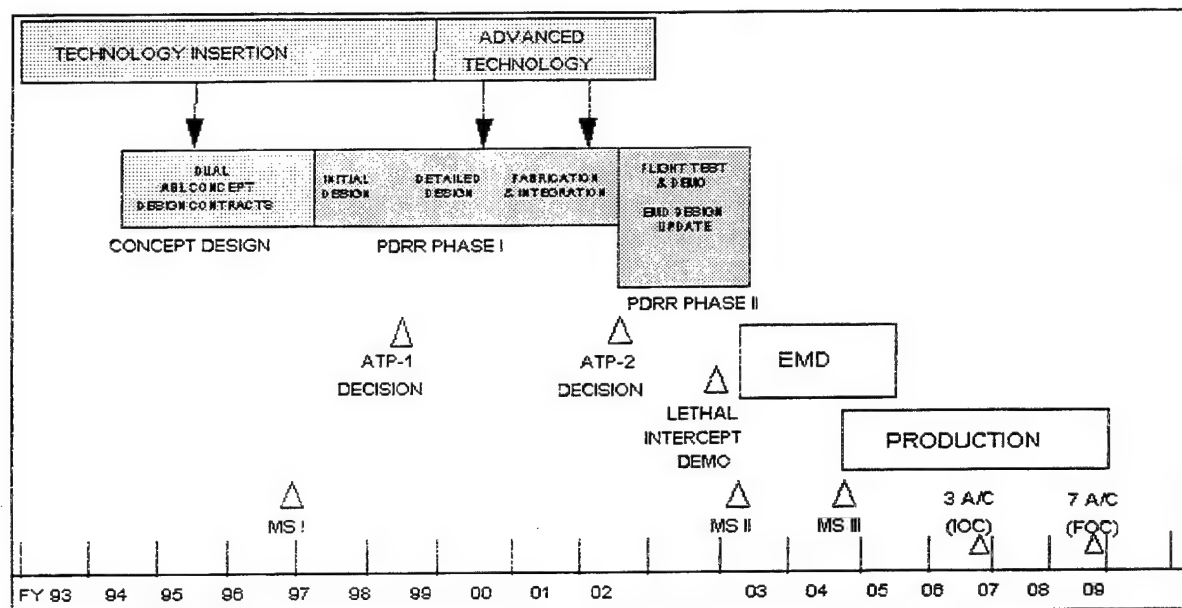 TECHNOLOGY INSERTION
ADVANCED
TECHNOLOGY
DUAL
ABL CONCEPT
DESIGN CONTRACTS
INITIAL
DESIGN
DETAILED
DESIGN
FABRICATION
& INTEGRATION
FLIGHT TEST
& DEMO
EMD DESIGN
UPDATE
CONCEPT DESIGN
PDRR PHASE I
PDRR PHASE II
ATP-1
DECISION
ATP-2
DECISION
EMD
LETHAL
INTERCEPT
DEMO
PRODUCTION
MS I
MS II
MS III
3 A/C
(IOC)
7 A/C
(FOC)
FY 93 94 95 96 97 98 99 00 01 02 03 04 05 06 07 08 09